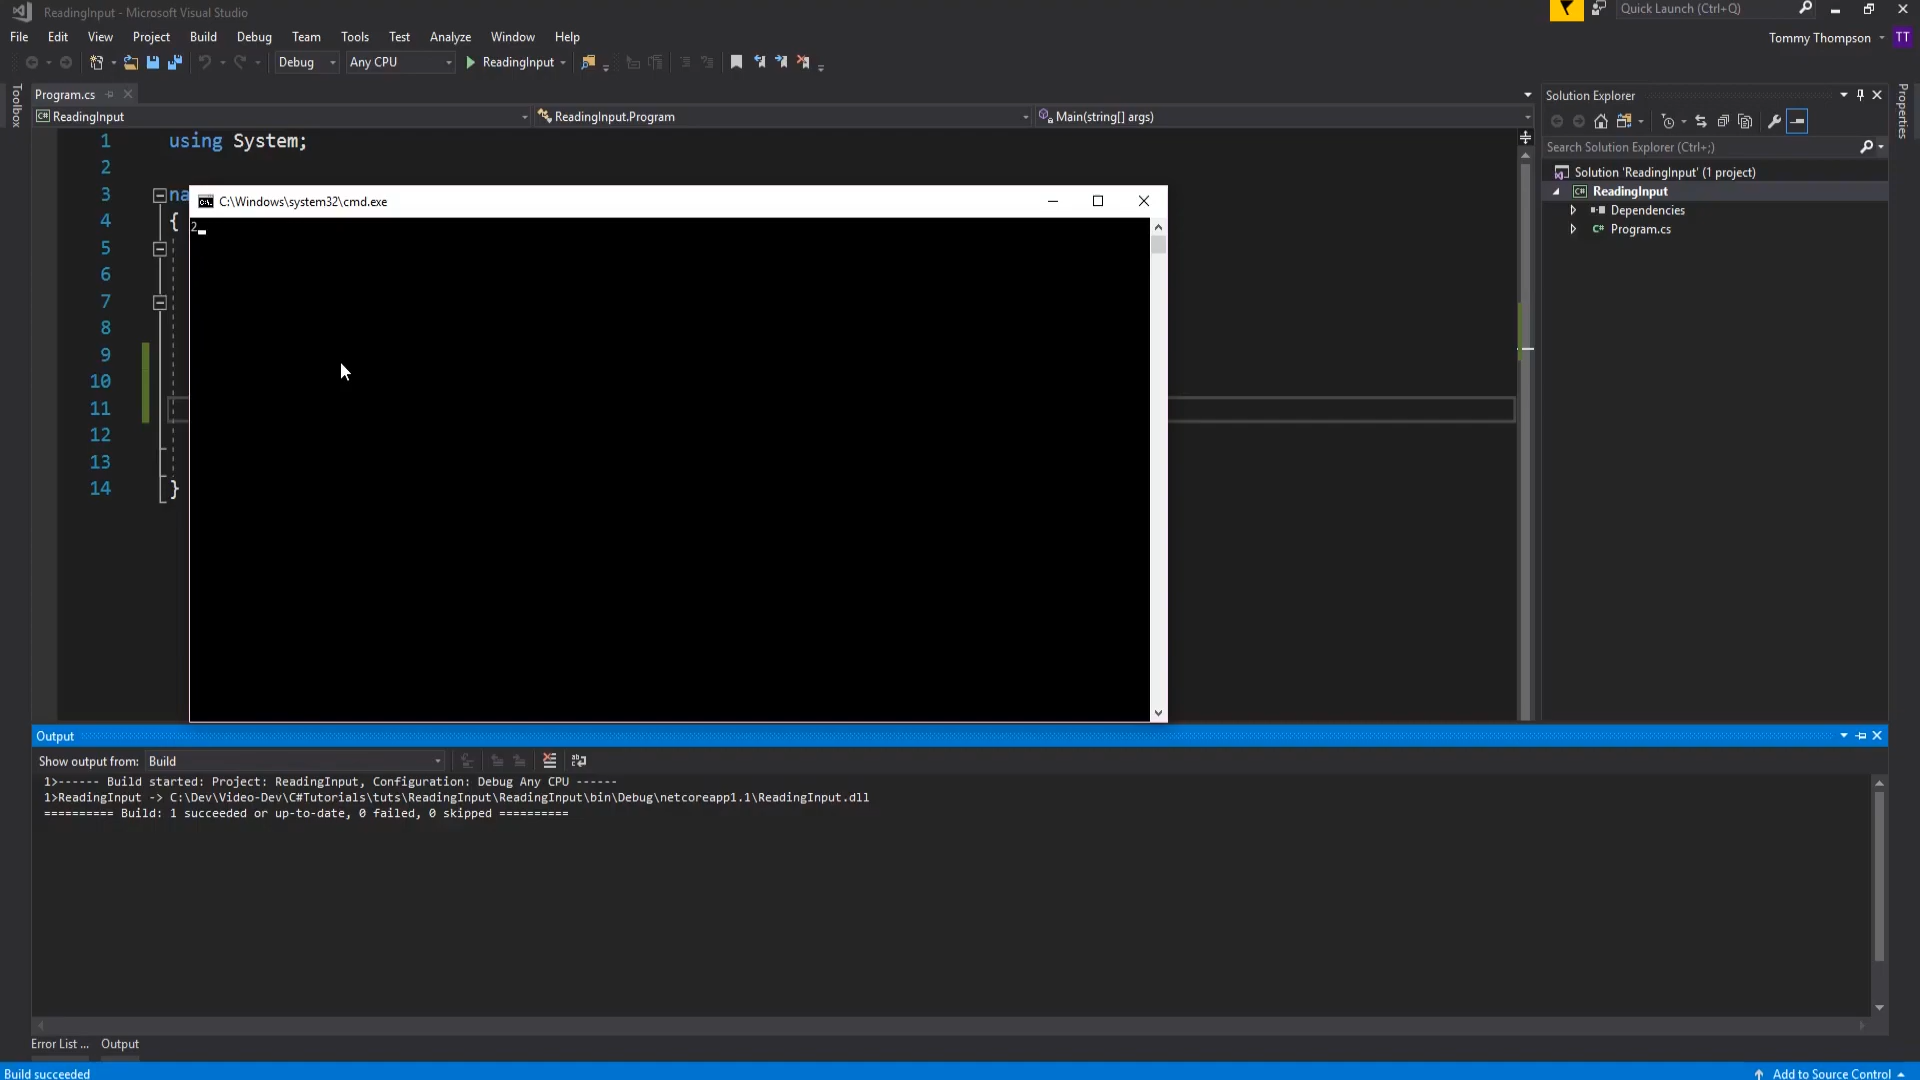 ReadingInput - Microsoft Visual Studio
Quick Launch (Ctrl+Q)
File Edit View Project Build Debug Team Tools Test Analyze Window Help
Tommy Thompson TT
Debug Any CPU ReadingInput
Toolbox
Program.cs
ReadingInput ReadingInput.Program Main(string[] args)
1 using System;
2
3 na
4 {
5
6
7
8
9
10
11
12
13
14 }
C:\Windows\system32\cmd.exe
2
Solution Explorer
Properties
Search Solution Explorer (Ctrl+;)
Solution 'ReadingInput' (1 project)
C# ReadingInput
Dependencies
C# Program.cs
Output
Show output from: Build
1>------ Build started: Project: ReadingInput, Configuration: Debug Any CPU ------
1>ReadingInput -> C:\Dev\Video-Dev\C#Tutorials\tuts\ReadingInput\ReadingInput\bin\Debug\netcoreapp1.1\ReadingInput.dll
========== Build: 1 succeeded or up-to-date, 0 failed, 0 skipped ==========
Error List ... Output
Build succeeded
Add to Source Control